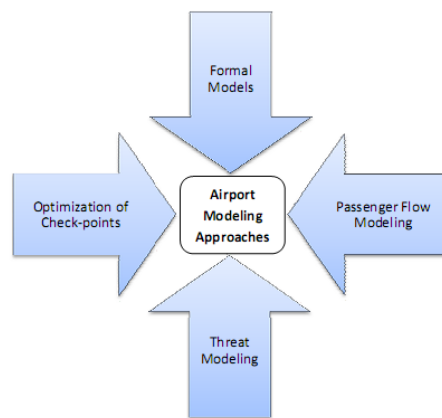 Formal
Models
Optimization of
Check-points
Airport
Modeling
Approaches
Passenger Flow
Modeling
Threat
Modeling